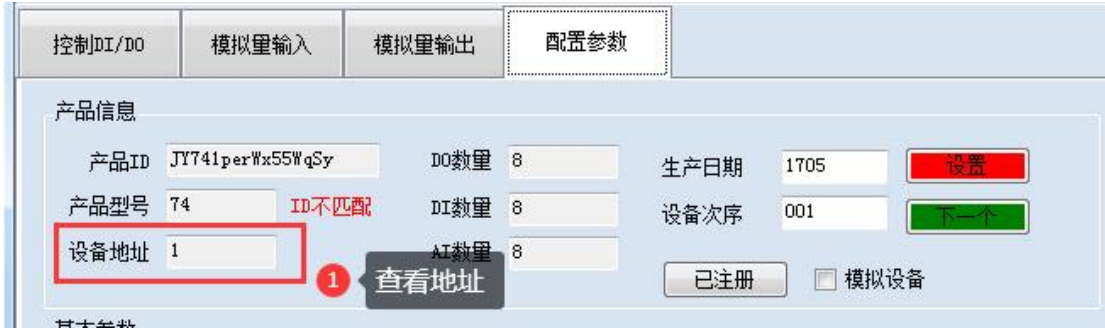 控制DI/DO 模拟量输入 模拟量输出 配置参数
产品信息
产品ID JY741perWx55WqSy DO数量 8 生产日期 1705 设置
产品型号 74 ID不匹配 DI数量 8 设备次序 001 下一个
设备地址 1 AI数量 8
1 查看地址 已注册 模拟设备
基本参数